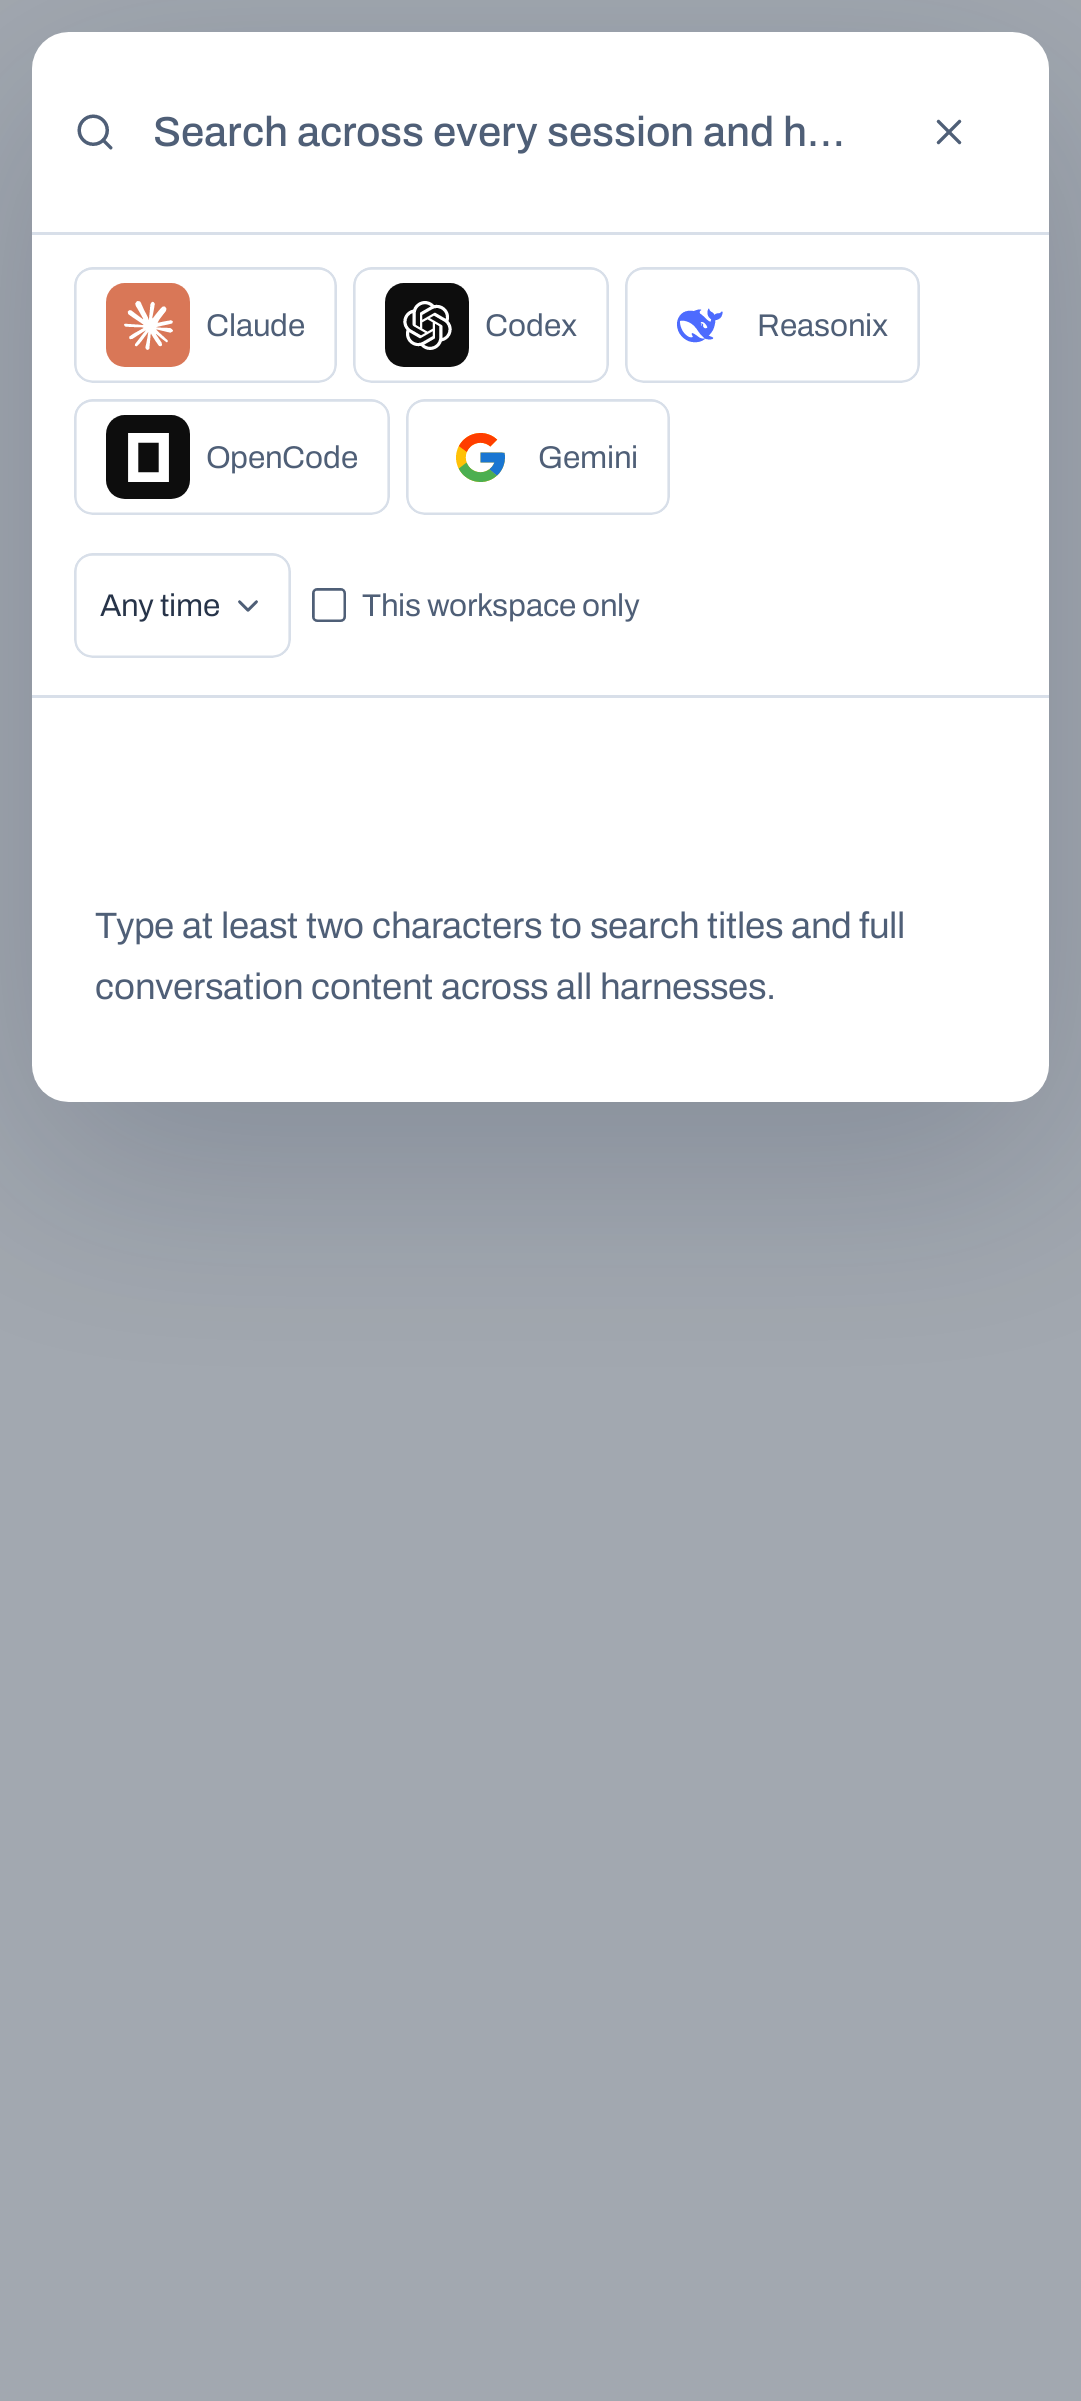 Search across every session and h...
Claude
Codex
Reasonix
OpenCode
Gemini
Any time
This workspace only
Type at least two characters to search titles and full
conversation content across all harnesses.